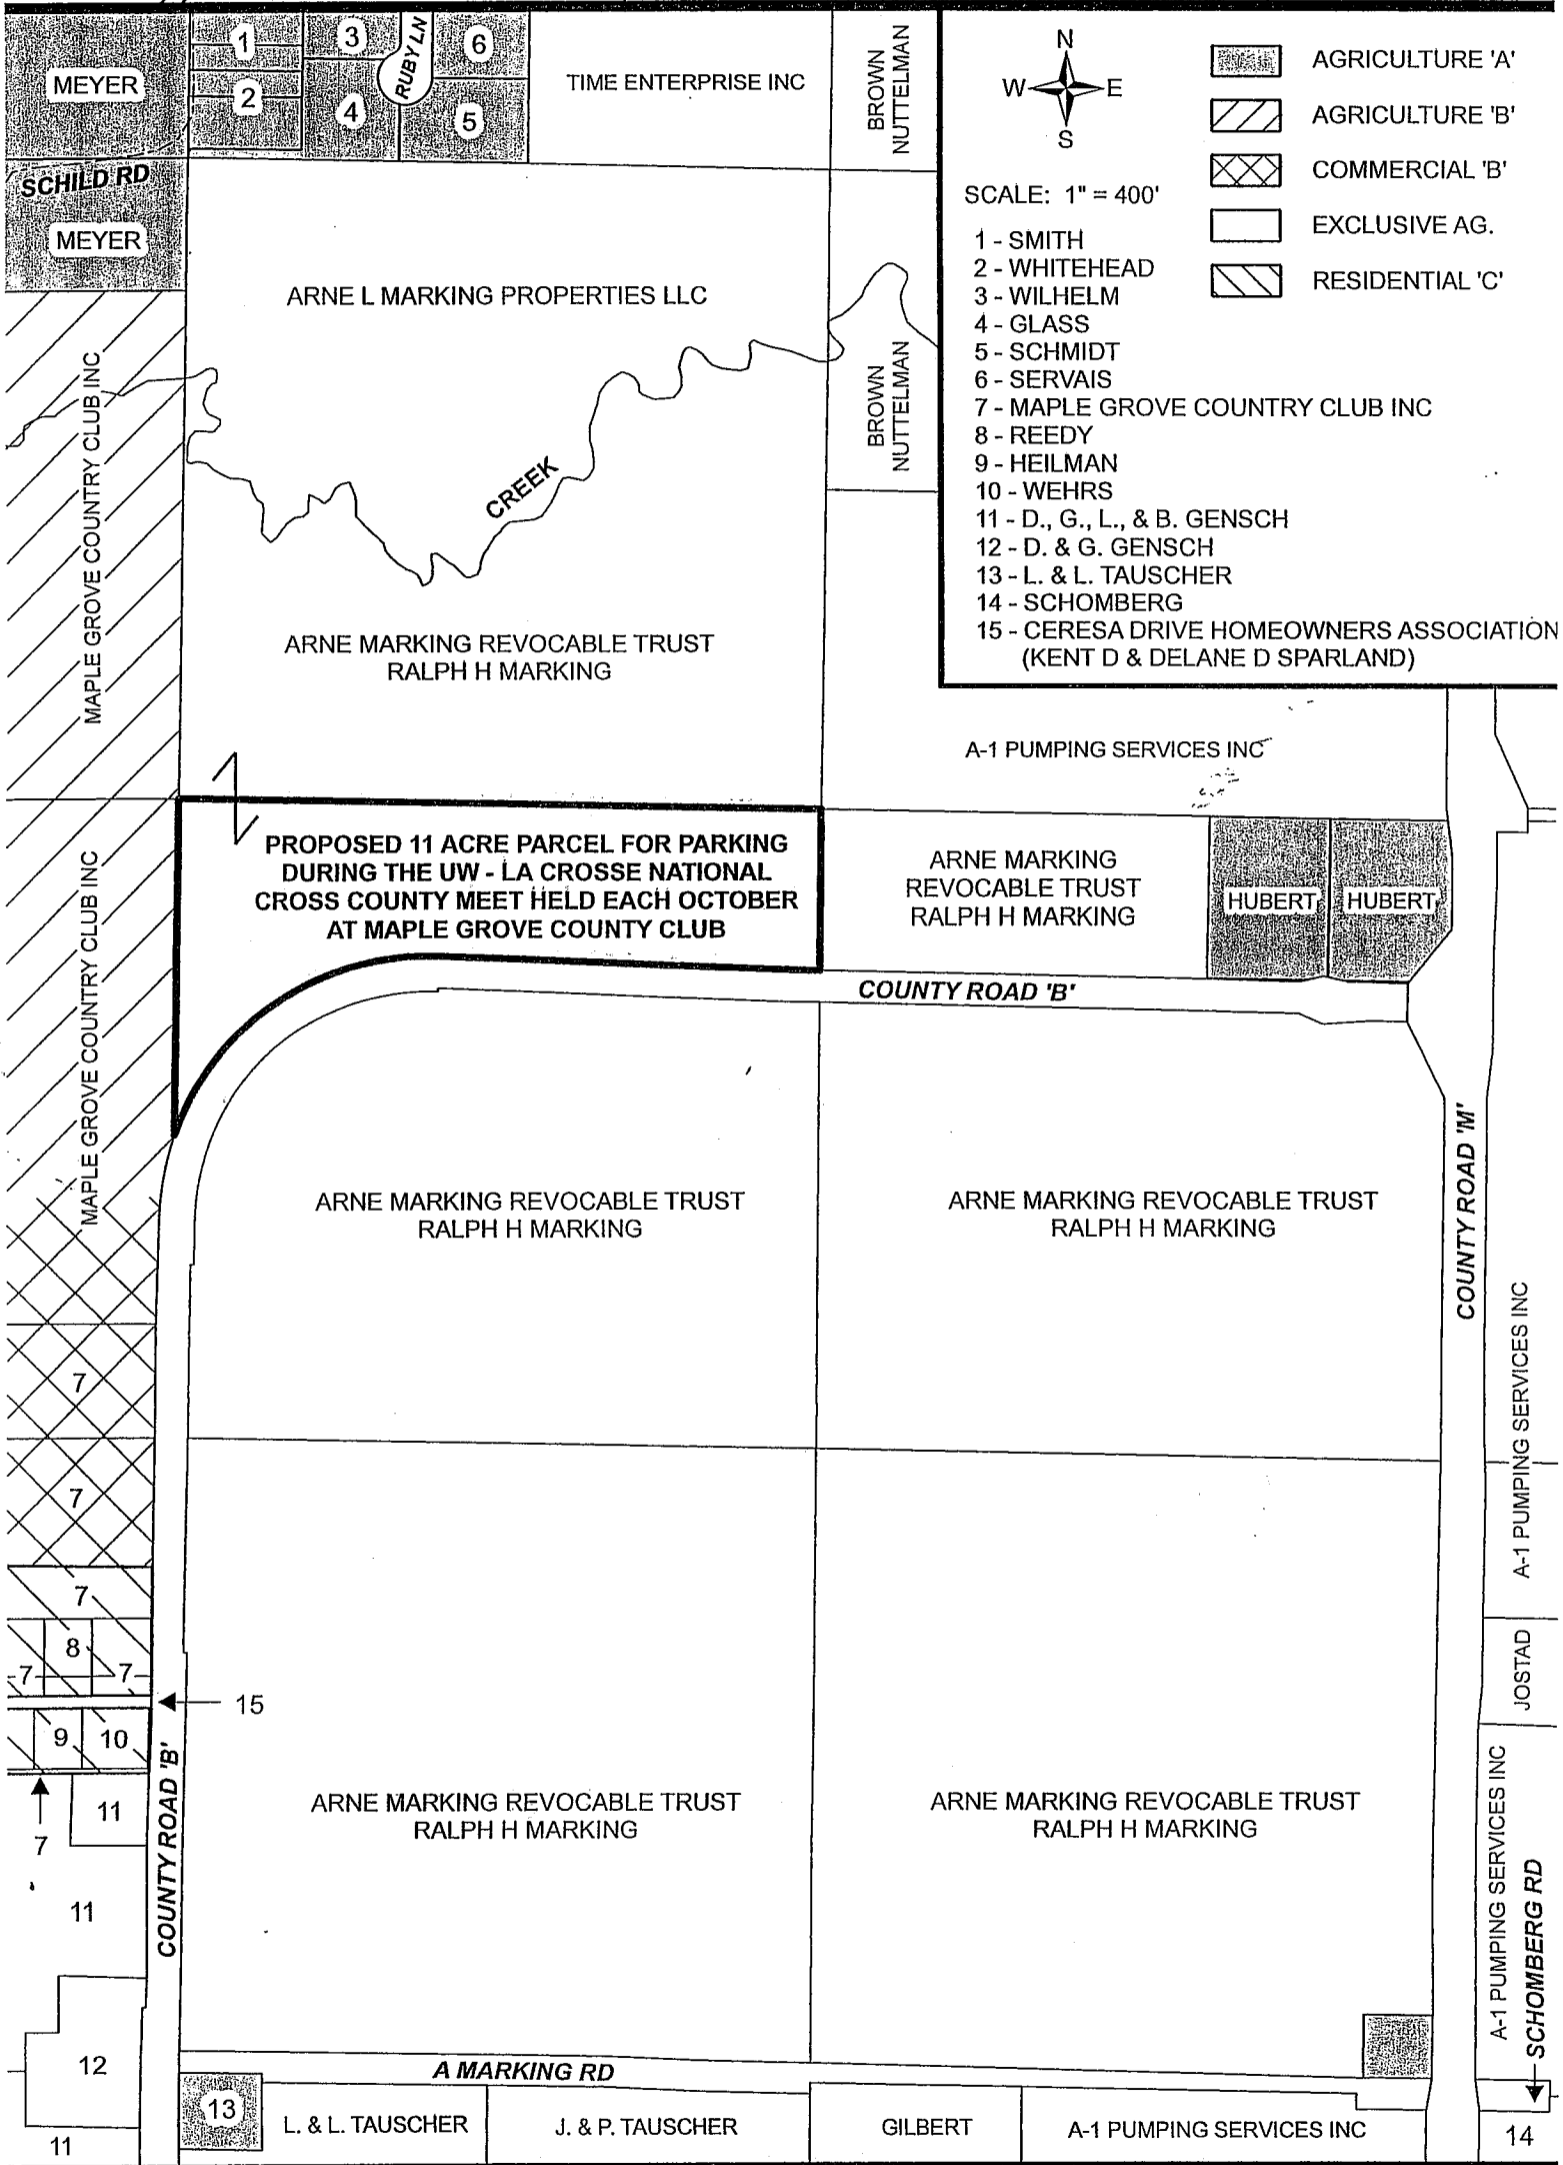 MEYER
1
2
3
4
RUBY LN
6
5
TIME ENTERPRISE INC
BROWN
NUTTELMAN
SCHILD RD
MEYER
N
W
E
S
AGRICULTURE 'A'
AGRICULTURE 'B'
COMMERCIAL 'B'
EXCLUSIVE AG.
RESIDENTIAL 'C'
SCALE: 1" = 400'
1 - SMITH
2 - WHITEHEAD
3 - WILHELM
4 - GLASS
5 - SCHMIDT
6 - SERVAIS
7 - MAPLE GROVE COUNTRY CLUB INC
8 - REEDY
9 - HEILMAN
10 - WEHRS
11 - D., G., L., & B. GENSCH
12 - D. & G. GENSCH
13 - L. & L. TAUSCHER
14 - SCHOMBERG
15 - CERESA DRIVE HOMEOWNERS ASSOCIATION
(KENT D & DELANE D SPARLAND)
ARNE L MARKING PROPERTIES LLC
BROWN
NUTTELMAN
MAPLE GROVE COUNTRY CLUB INC
CREEK
ARNE MARKING REVOCABLE TRUST
RALPH H MARKING
A-1 PUMPING SERVICES INC
PROPOSED 11 ACRE PARCEL FOR PARKING
DURING THE UW - LA CROSSE NATIONAL
CROSS COUNTY MEET HELD EACH OCTOBER
AT MAPLE GROVE COUNTY CLUB
ARNE MARKING
REVOCABLE TRUST
RALPH H MARKING
HUBERT
HUBERT
MAPLE GROVE COUNTRY CLUB INC
COUNTY ROAD 'B'
ARNE MARKING REVOCABLE TRUST
RALPH H MARKING
ARNE MARKING REVOCABLE TRUST
RALPH H MARKING
COUNTY ROAD 'M'
A-1 PUMPING SERVICES INC
7
7
7
8
7
7
15
9
10
7
11
11
COUNTY ROAD 'B'
ARNE MARKING REVOCABLE TRUST
RALPH H MARKING
ARNE MARKING REVOCABLE TRUST
RALPH H MARKING
JOSTAD
A-1 PUMPING SERVICES INC
SCHOMBERG RD
12
11
A MARKING RD
13
L. & L. TAUSCHER
J. & P. TAUSCHER
GILBERT
A-1 PUMPING SERVICES INC
14